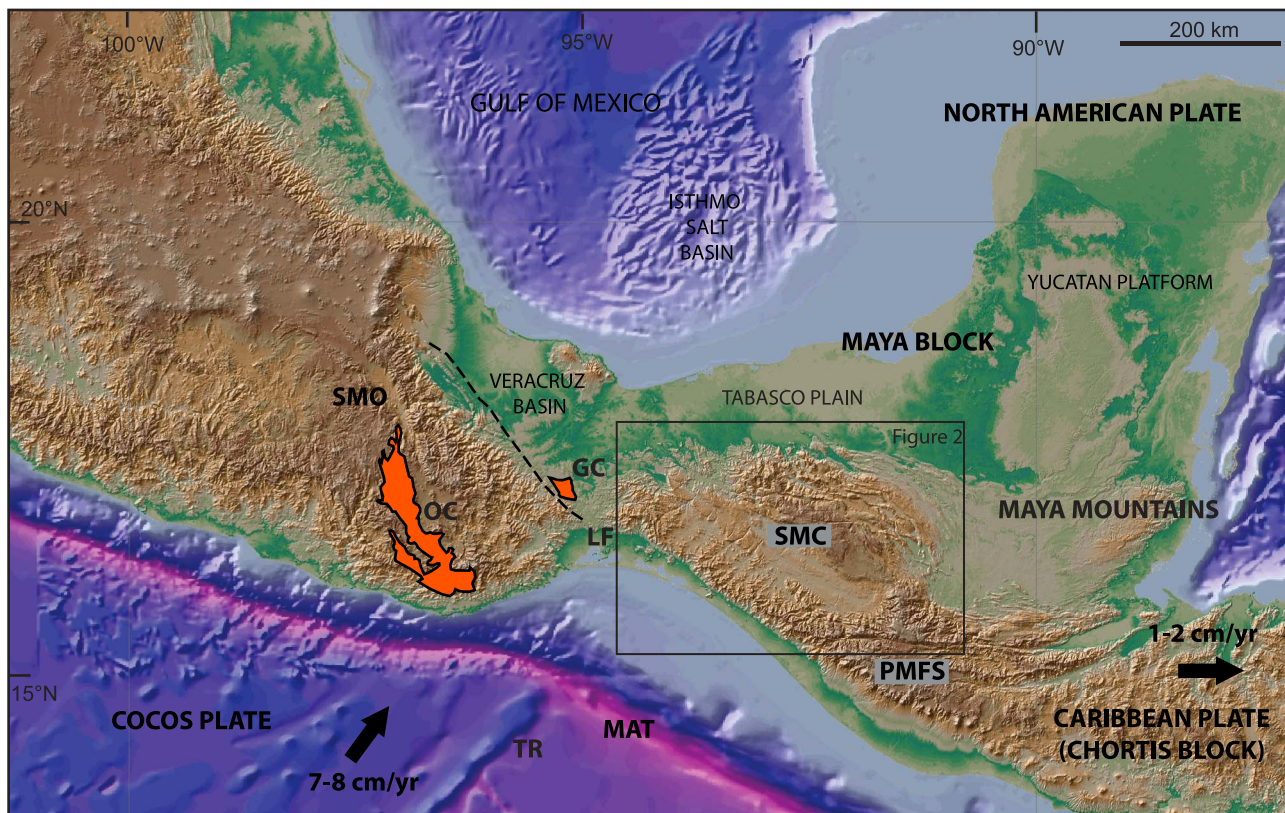 100°W
95°W
90°W
200 km
GULF OF MEXICO
NORTH AMERICAN PLATE
20°N
ISTHMO
SALT
BASIN
YUCATAN PLATFORM
MAYA BLOCK
VERACRUZ
BASIN
SMO
TABASCO PLAIN
Figure 2
GC
OC
LF
SMC
MAYA MOUNTAINS
1-2 cm/yr
PMFS
15°N
COCOS PLATE
MAT
CARIBBEAN PLATE
(CHORTIS BLOCK)
TR
7-8 cm/yr